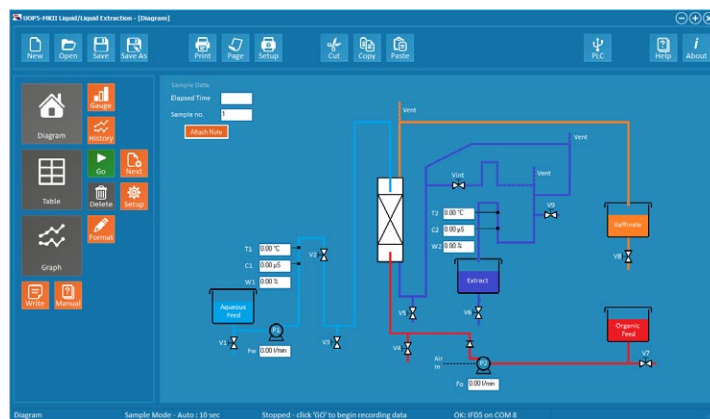 UOP5-MKII Liquid/Liquid Extraction - [Diagram]
New Open Save Save As Print Page Setup Cut Copy Paste PLC Help About
Diagram
Gauge
History
Table
Go
Next
Delete
Setup
Graph
Format
Write
Manual
Sample Data
Elapsed Time
Sample no. 1
Attach Note
Vent
Vent
Vint
Vent
T2 0.00 °C
C2 0.00 µS
W2 0.00 %
V9
Raffinate
V8
T1 0.00 °C
C1 0.00 µS
W1 0.00 %
V2
Extract
Aqueous
Feed
V5
V6
Organic
Feed
P1
V1
V3
V4
Fw 0.00 l/min
Air
in
P2
V7
Fo 0.00 l/min
Diagram Sample Mode - Auto : 10 sec Stopped - click 'GO' to begin recording data OK: IFD5 on COM 8